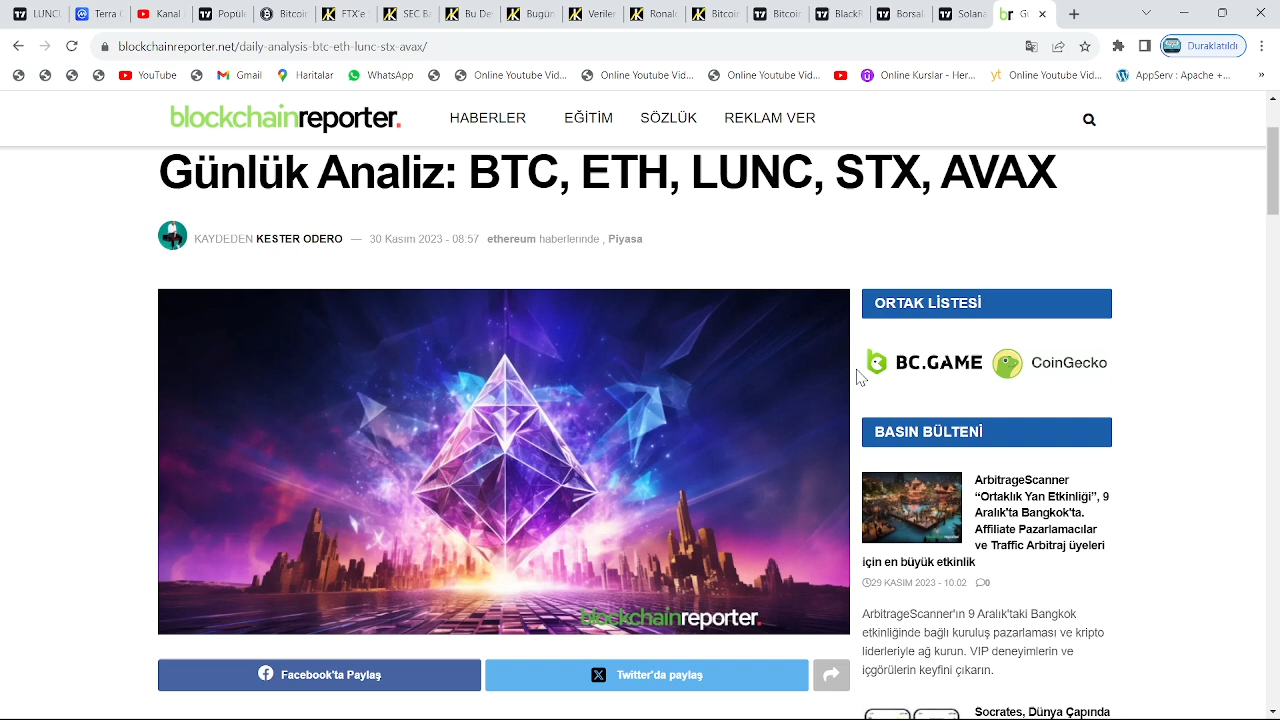 LUNC
Terra
Kanal
Popül
Bitcoi
FTX'
SEC B
Bu De
Bugün
Veriler
Ronal
Bitcoi
Bitcoi
BlackR
Borsal
Solana
blockchainreporter.net/daily-analysis-btc-eth-lunc-stx-avax/
Duraklatıldı
YouTube
Gmail
Haritalar
WhatsApp
Online Youtube Vid...
Online Youtube Vid...
Online Youtube Vid...
Online Kurslar - Her...
Online Youtube Vid...
AppServ : Apache +...
»
blockchainreporter.
HABERLER
EĞİTİM
SÖZLÜK
REKLAM VER
Günlük Analiz: BTC, ETH, LUNC, STX, AVAX
KAYDEDEN KESTER ODERO — 30 Kasım 2023 - 08:57 ethereum haberlerınde , Piyasa
ORTAK LİSTESİ
BC.GAME
CoinGecko
BASIN BÜLTENİ
ArbitrageScanner
“Ortaklık Yan Etkinliği”, 9
Aralık'ta Bangkok'ta.
Affiliate Pazarlamacılar
ve Traffic Arbitraj üyeleri
için en büyük etkinlik
29 KASIM 2023 - 10.02 0
ArbitrageScanner'ın 9 Aralık'taki Bangkok
etkinliğinde bağlı kuruluş pazarlaması ve kripto
liderleriyle ağ kurun. VIP deneyimlerin ve
içgörülerin keyfini çıkarın.
blockchainreporter.
Facebook'ta Paylaş
Twitter'da paylaş
Socrates, Dünya Çapında